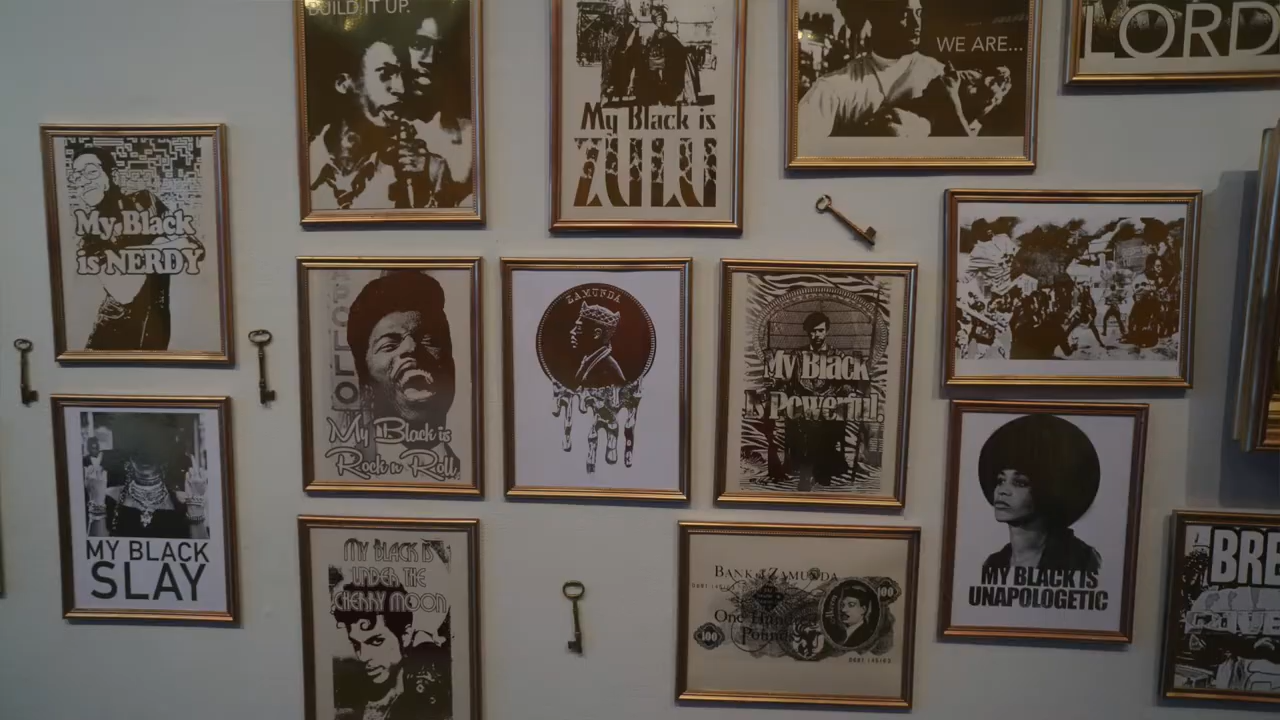 BUILD IT UP.
My Black is
ZULU
WE ARE...
LORD
My Black
is NERDY
My Black is
Rock n Roll
ZAMUNDA
My Black
is Powerful
MY BLACK
SLAY
MY BLACK IS
UNDER THE
CHERRY MOON
BANK of ZAMUNDA
100
One Hundred
Pounds
100
MY BLACK IS
UNAPOLOGETIC
BRE